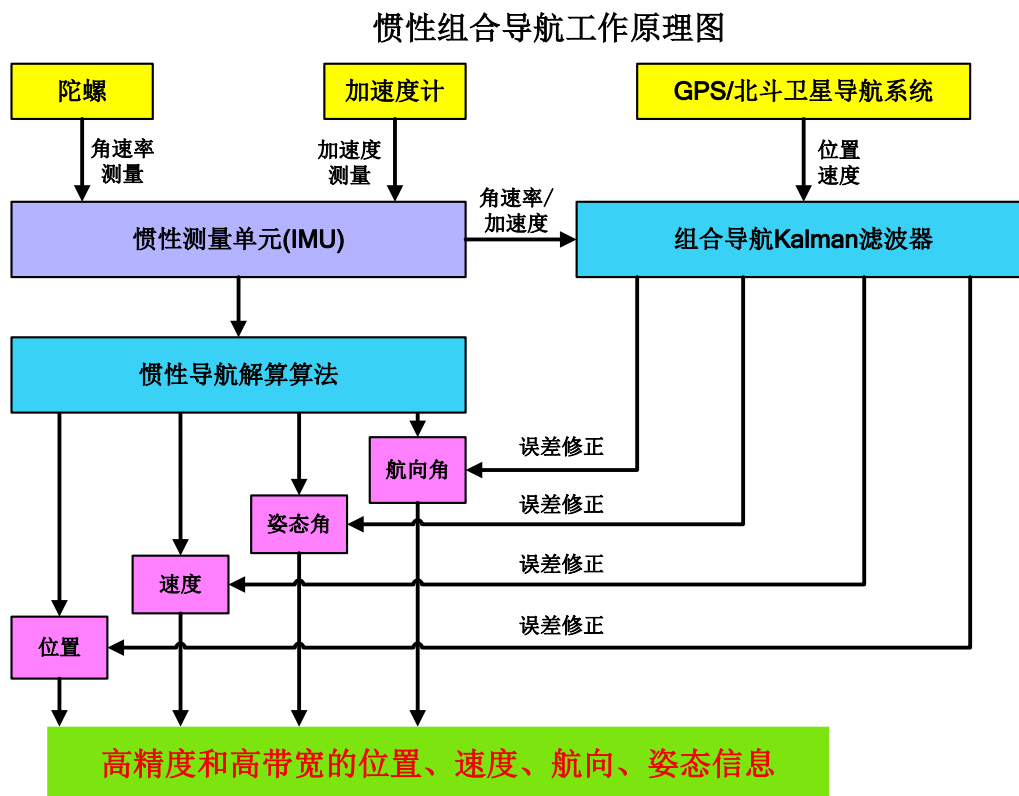 惯性组合导航工作原理图
陀螺
加速度计
GPS/北斗卫星导航系统
角速率
测量
加速度
测量
位置
速度
角速率/
加速度
惯性测量单元(IMU)
组合导航Kalman滤波器
惯性导航解算算法
航向角
误差修正
姿态角
误差修正
速度
误差修正
位置
误差修正
高精度和高带宽的位置、速度、航向、姿态信息